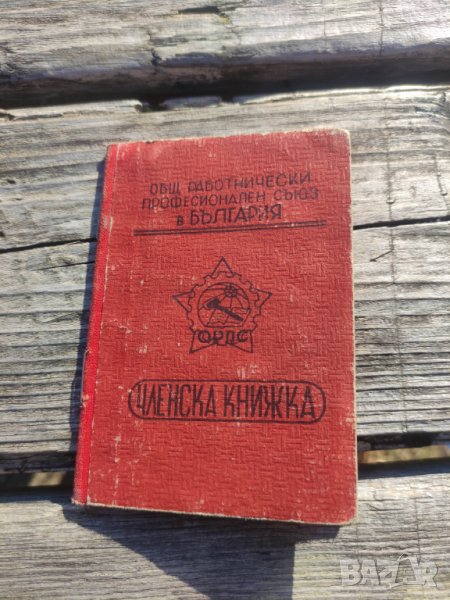 ОБЩ РАБОТНИЧЕСКИ
ПРОФЕСИОНАЛЕН СЪЮЗ
в БЪЛГАРИЯ
ОРПС
ЧЛЕНСКА КНИЖКА
BAZAR